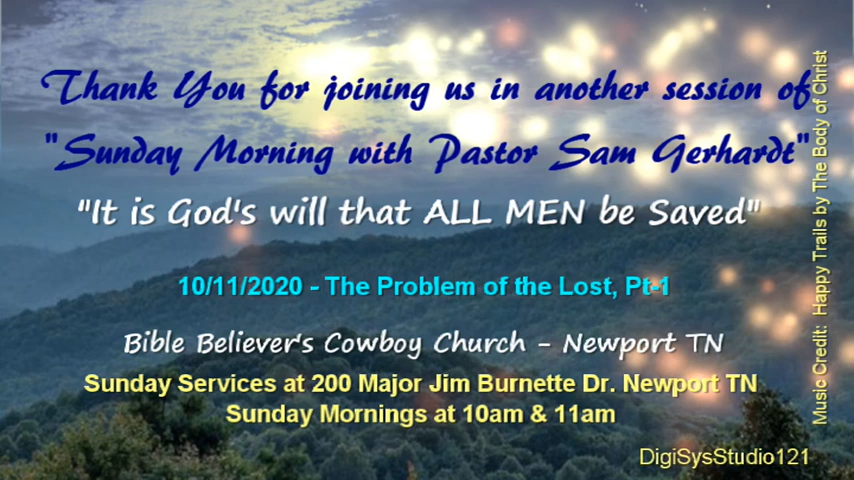 Thank You for joining us in another session of
"Sunday Morning with Pastor Sam Gerhardt"
"It is God's will that ALL MEN be Saved"
10/11/2020 - The Problem of the Lost, Pt-1
Bible Believer's Cowboy Church - Newport TN
Sunday Services at 200 Major Jim Burnette Dr. Newport TN
Sunday Mornings at 10am & 11am
DigiSysStudio121
Music Credit: Happy Trails by The Body of Christ